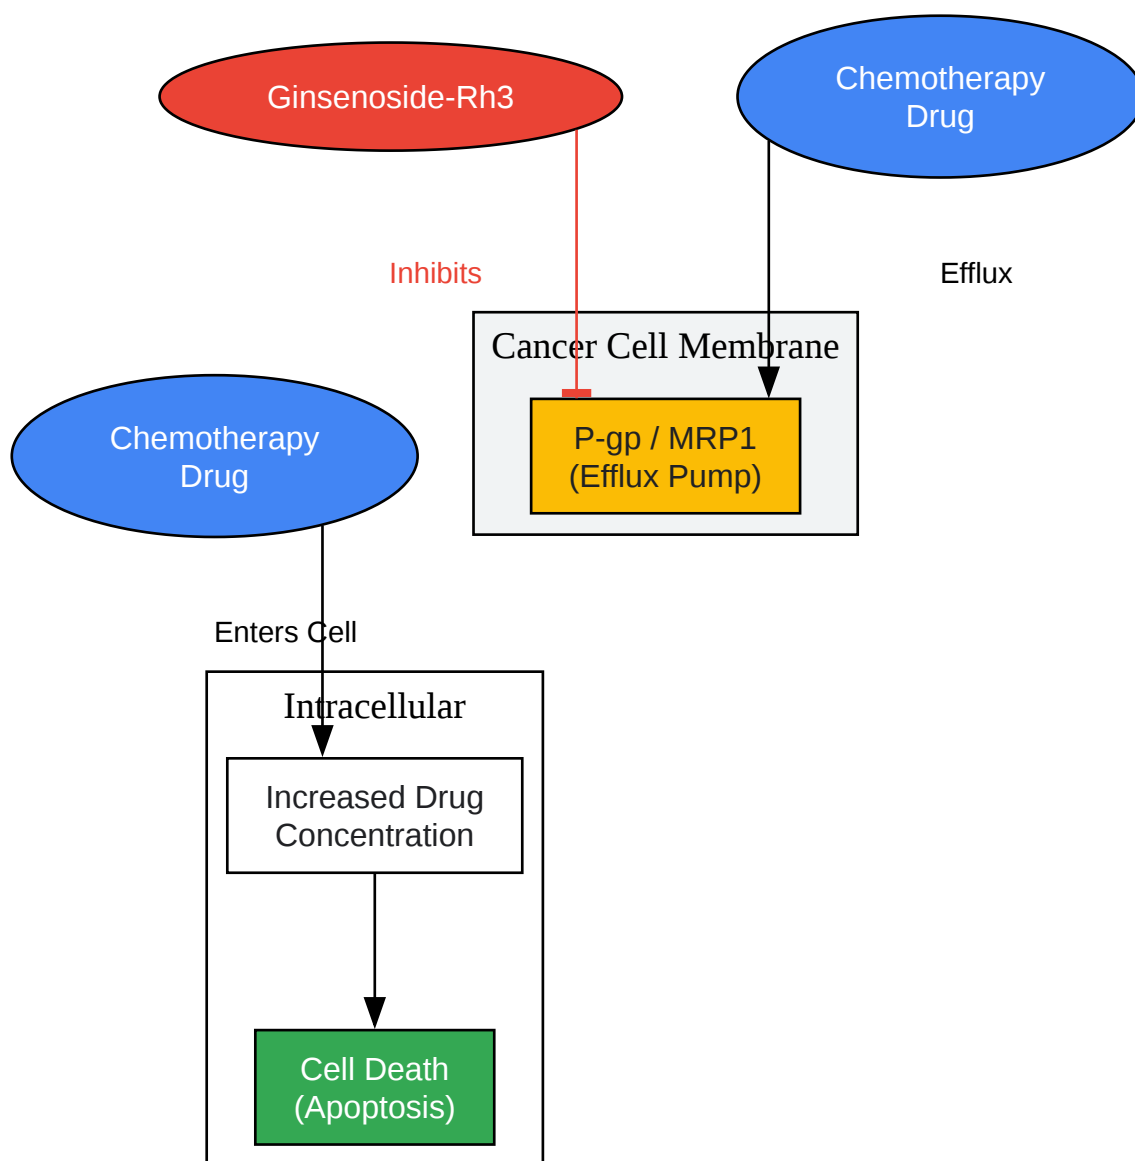 Ginsenoside-Rh3
Chemotherapy
Drug
Inhibits
Efflux
Cancer Cell Membrane
P-gp / MRP1
(Efflux Pump)
Chemotherapy
Drug
Enters Cell
Intracellular
Increased Drug
Concentration
Cell Death
(Apoptosis)